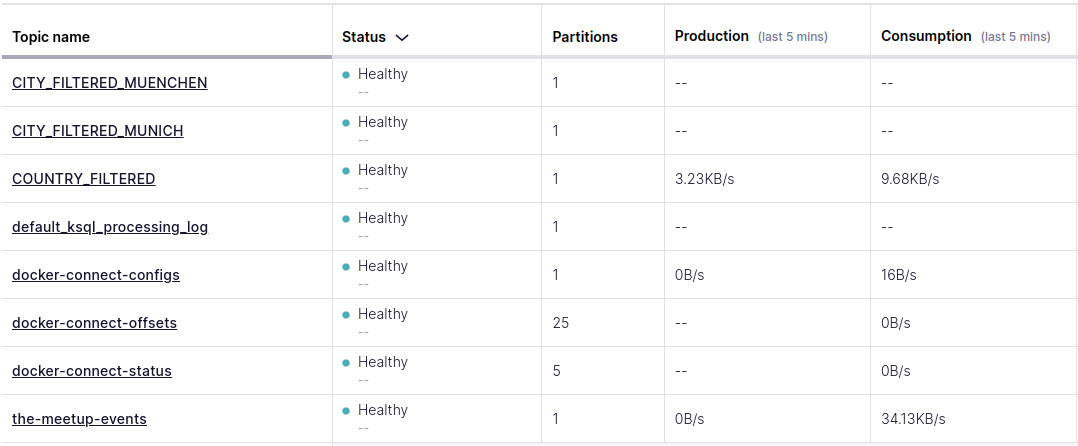 Topic name Status Partitions Production (last 5 mins) Consumption (last 5 mins)
CITY_FILTERED_MUENCHEN Healthy 1 -- --
--
CITY_FILTERED_MUNICH Healthy 1 -- --
--
COUNTRY_FILTERED Healthy 1 3.23KB/s 9.68KB/s
--
default_ksql_processing_log Healthy 1 -- --
--
docker-connect-configs Healthy 1 0B/s 16B/s
--
docker-connect-offsets Healthy 25 -- 0B/s
--
docker-connect-status Healthy 5 -- 0B/s
--
the-meetup-events Healthy 1 0B/s 34.13KB/s
--